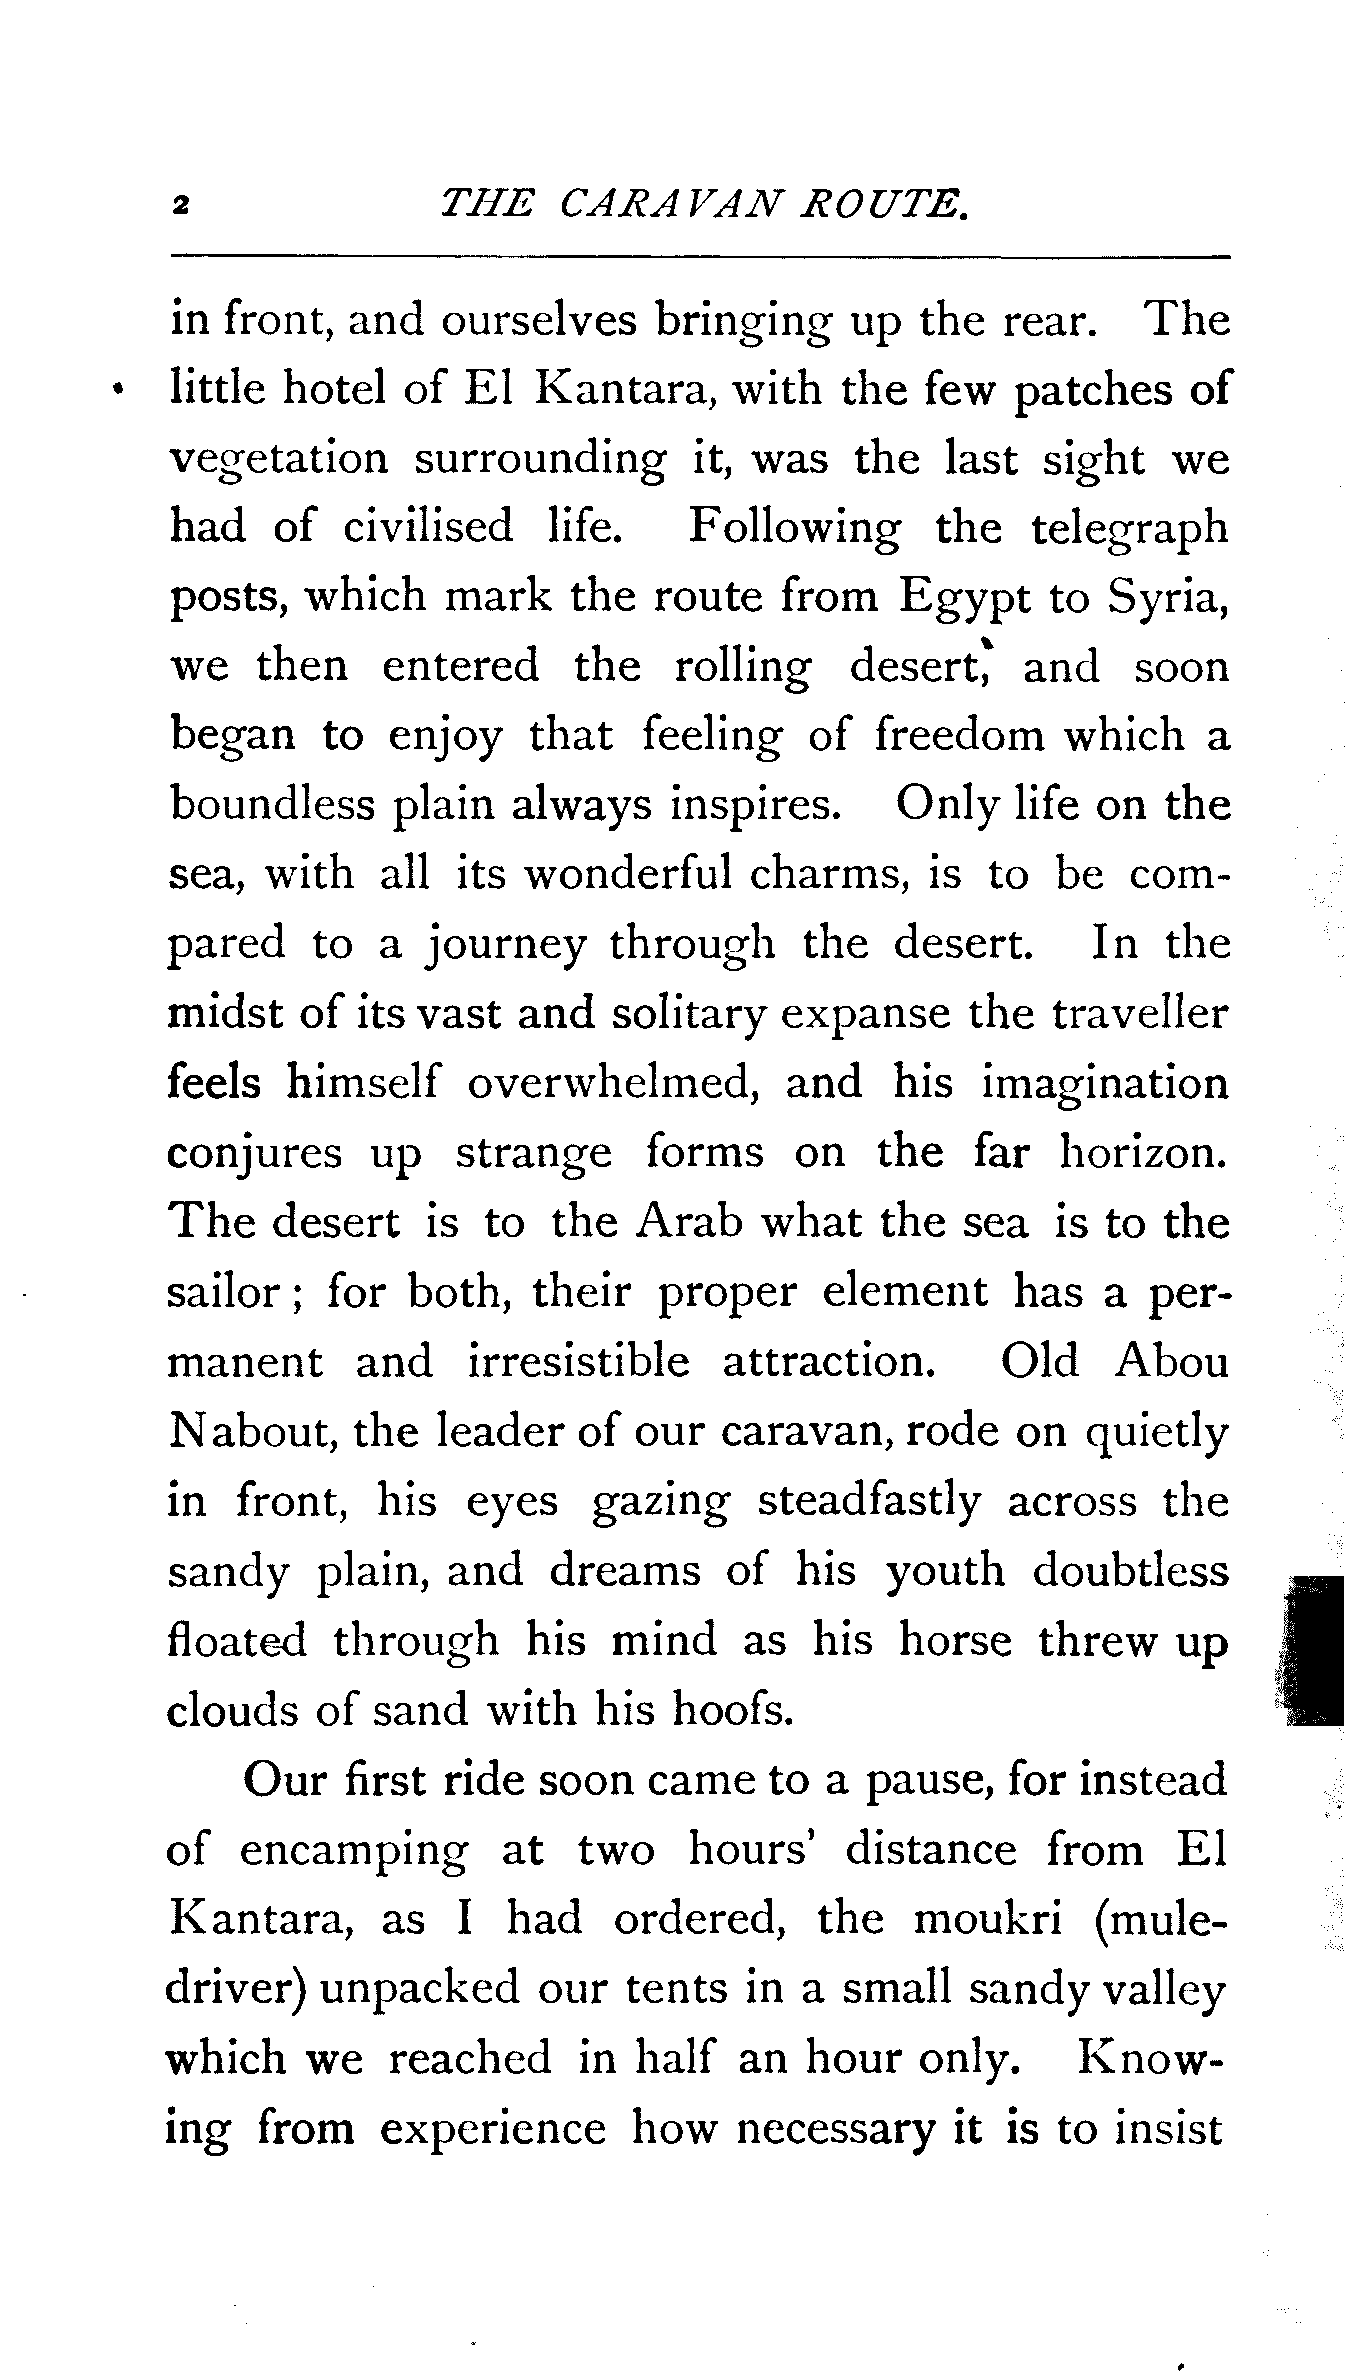 2 THE CARAVAN ROUTE.
in front, and ourselves bringing up the rear. The
little hotel of El Kantara, with the few patches of
vegetation surrounding it, was the last sight we
had of civilised life. Following the telegraph
posts, which mark the route from Egypt to Syria,
we then entered the rolling desert, and soon
began to enjoy that feeling of freedom which a
boundless plain always inspires. Only life on the
sea, with all its wonderful charms, is to be com-
pared to a journey through the desert. In the
midst of its vast and solitary expanse the traveller
feels himself overwhelmed, and his imagination
conjures up strange forms on the far horizon.
The desert is to the Arab what the sea is to the
sailor ; for both, their proper element has a per-
manent and irresistible attraction. Old Abou
Nabout, the leader of our caravan, rode on quietly
in front, his eyes gazing steadfastly across the
sandy plain, and dreams of his youth doubtless
floated through his mind as his horse threw up
clouds of sand with his hoofs.
Our first ride soon came to a pause, for instead
of encamping at two hours' distance from El
Kantara, as I had ordered, the moukri (mule-
driver) unpacked our tents in a small sandy valley
which we reached in half an hour only. Know-
ing from experience how necessary it is to insist